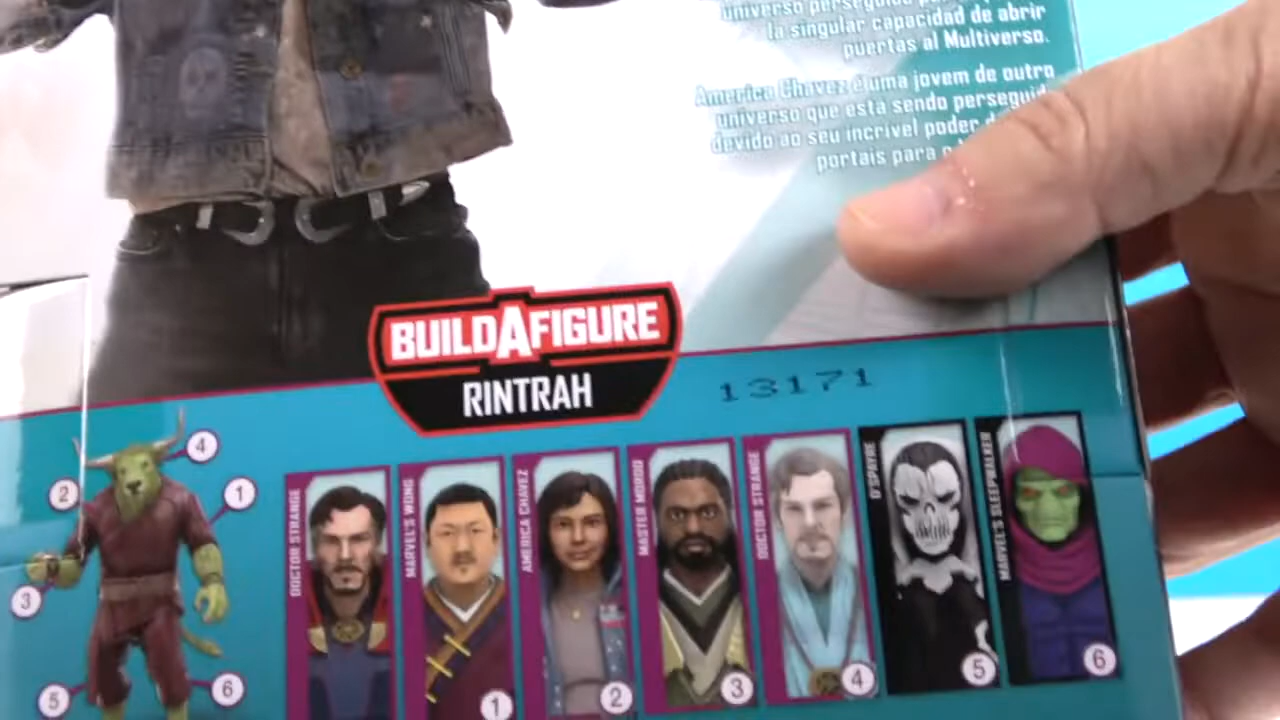 universo
la singular capacidad de abrir
puertas al Multiverso.
America Chavez é uma jovem de outro
universo que está sendo
devido ao seu incrível poder
portais para o
BUILD A FIGURE
RINTRAH
13171
4
2
1
3
5
6
DOCTOR STRANGE
MARVEL'S WONG
1
AMERICA CHAVEZ
2
MASTER MORDO
3
DOCTOR STRANGE
4
D'SPAYRE
5
MARVEL'S SLEEPWALKER
6